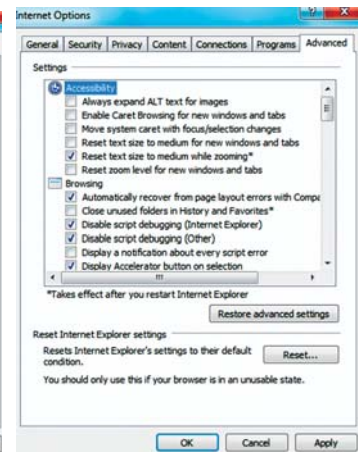 Internet Options
General Security Privacy Content Connections Programs Advanced
Settings
Accessibility
Always expand ALT text for images
Enable Caret Browsing for new windows and tabs
Move system caret with focus/selection changes
Reset text size to medium for new windows and tabs
Reset text size to medium while zooming*
Reset zoom level for new windows and tabs
Browsing
Automatically recover from page layout errors with Compa
Close unused folders in History and Favorites*
Disable script debugging (Internet Explorer)
Disable script debugging (Other)
Display a notification about every script error
Display Accelerator button on selection
*Takes effect after you restart Internet Explorer
Restore advanced settings
Reset Internet Explorer settings
Resets Internet Explorer's settings to their default
condition.
Reset...
You should only use this if your browser is in an unusable state.
OK Cancel Apply